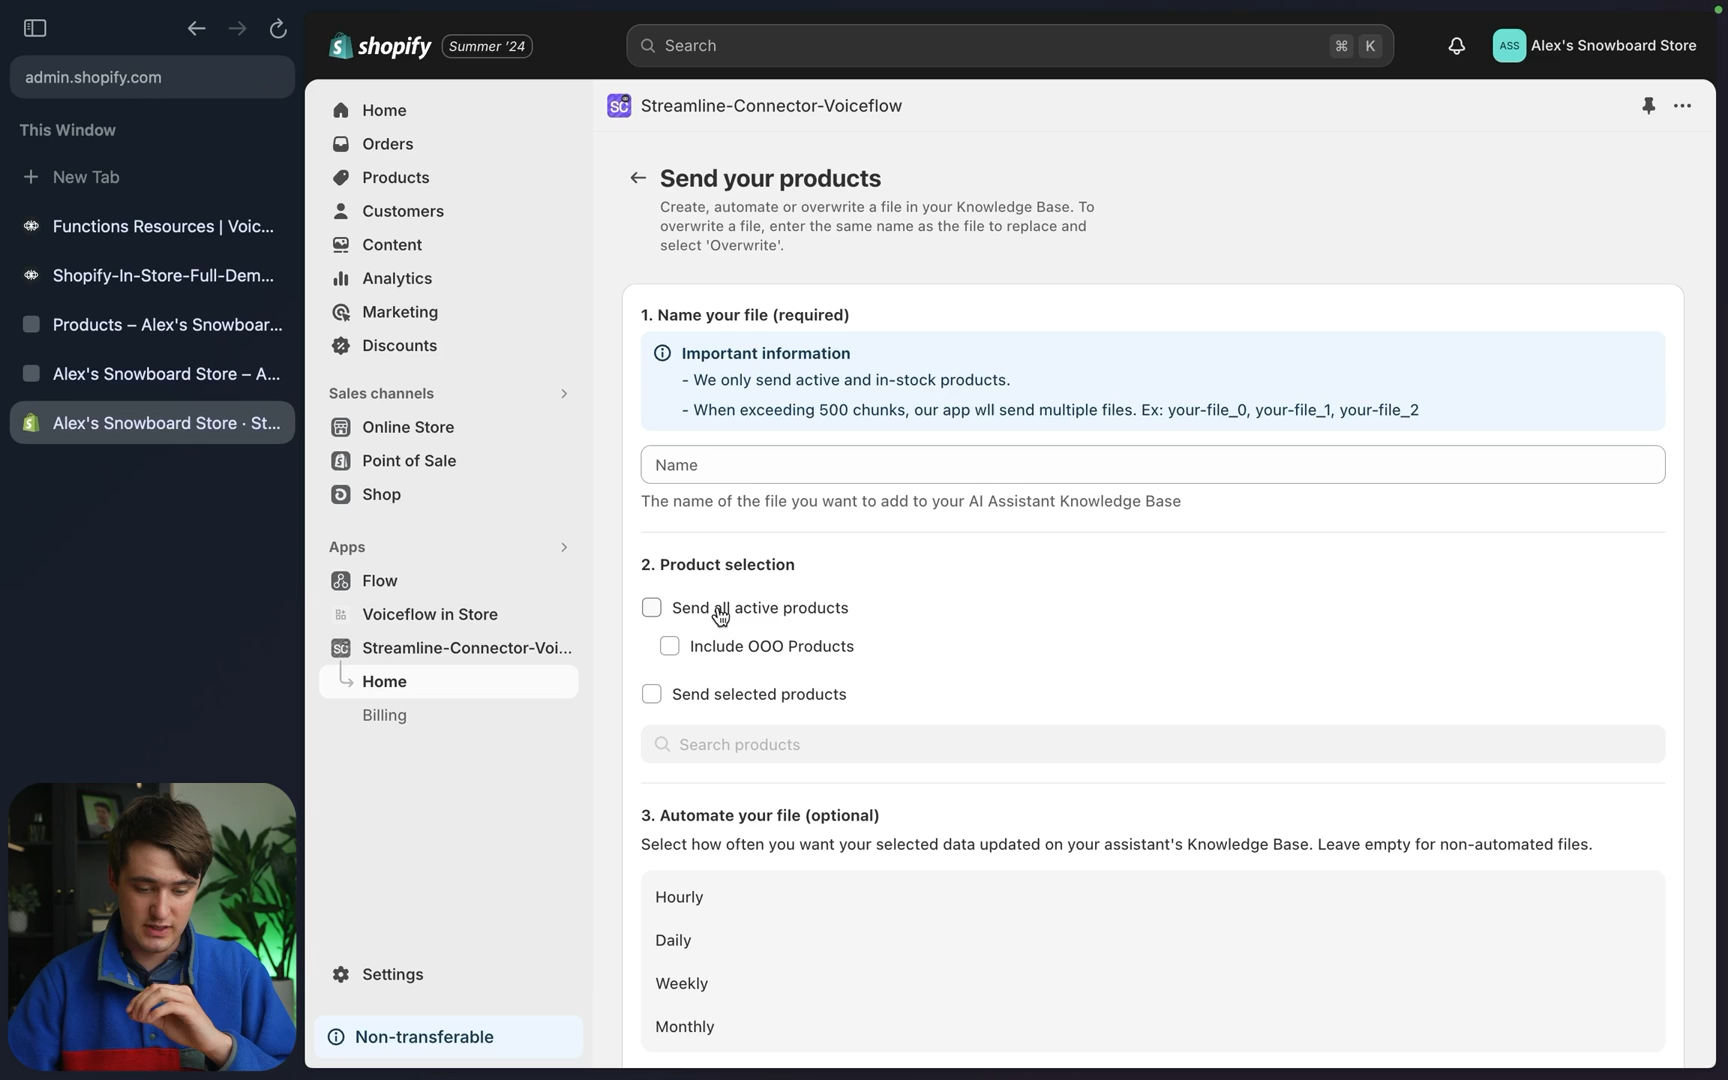 admin.shopify.com
This Window
New Tab
Functions Resources | Voic...
Shopify-In-Store-Full-Dem...
Products – Alex's Snowboar...
Alex's Snowboard Store – A...
Alex's Snowboard Store · St...
shopify Summer '24
Search ⌘ K
ASS Alex's Snowboard Store
Home
Orders
Products
Customers
Content
Analytics
Marketing
Discounts
Sales channels
Online Store
Point of Sale
Shop
Apps
Flow
Voiceflow in Store
SC Streamline-Connector-Voi...
Home
Billing
Settings
Non-transferable
SC Streamline-Connector-Voiceflow
Send your products
Create, automate or overwrite a file in your Knowledge Base. To
overwrite a file, enter the same name as the file to replace and
select 'Overwrite'.
1. Name your file (required)
Important information
- We only send active and in-stock products.
- When exceeding 500 chunks, our app wll send multiple files. Ex: your-file_0, your-file_1, your-file_2
Name
The name of the file you want to add to your AI Assistant Knowledge Base
2. Product selection
Send all active products
Include OOO Products
Send selected products
Search products
3. Automate your file (optional)
Select how often you want your selected data updated on your assistant's Knowledge Base. Leave empty for non-automated files.
Hourly
Daily
Weekly
Monthly